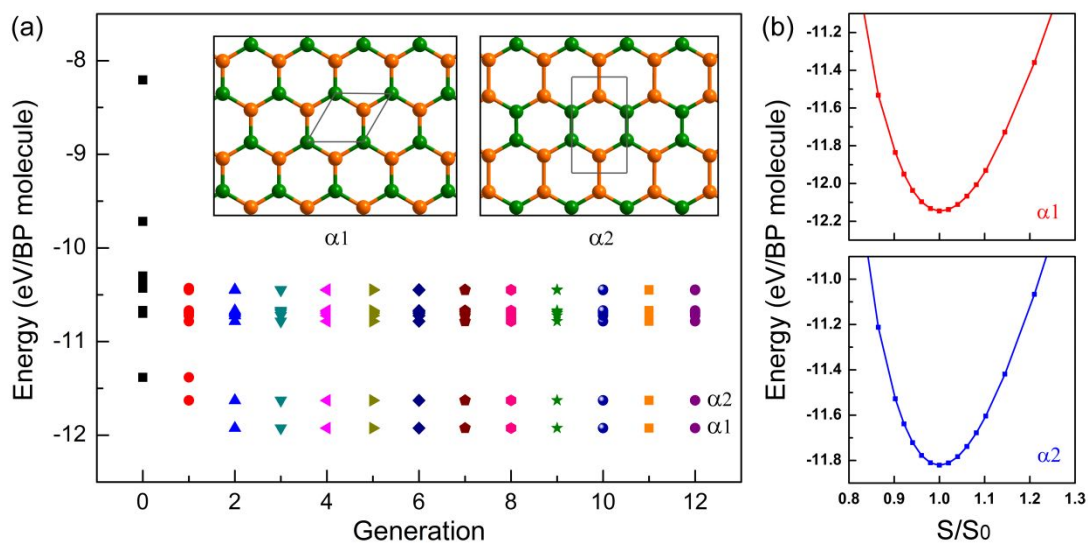 (a)
Energy (eV/BP molecule)
-8
-9
-10
-11
-12
α1
α2
α2
α1
0 2 4 6 8 10 12
Generation
(b)
Energy (eV/BP molecule)
-11.2
-11.4
-11.6
-11.8
-12.0
-12.2
α1
-11.0
-11.2
-11.4
-11.6
-11.8
α2
0.8 0.9 1.0 1.1 1.2 1.3
S/S0